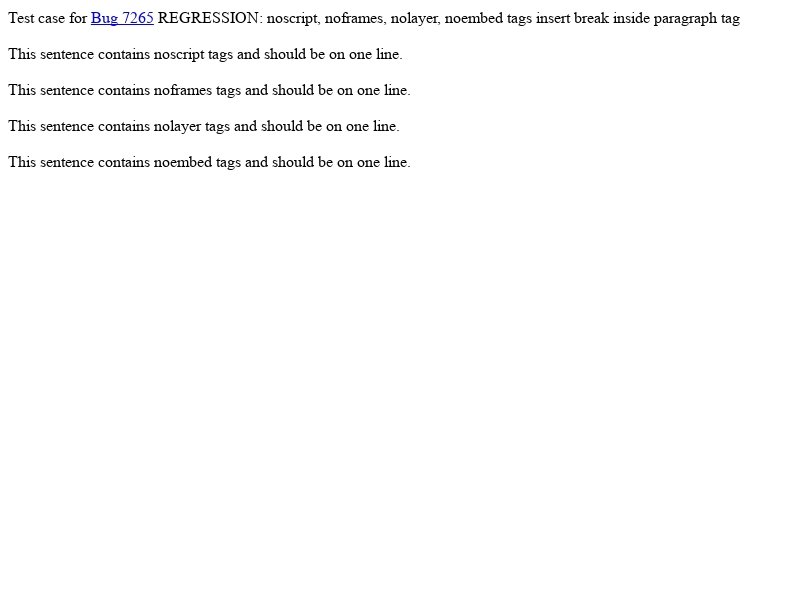 Test case for Bug 7265 REGRESSION: noscript, noframes, nolayer, noembed tags insert break inside paragraph tag
This sentence contains noscript tags and should be on one line.
This sentence contains noframes tags and should be on one line.
This sentence contains nolayer tags and should be on one line.
This sentence contains noembed tags and should be on one line.